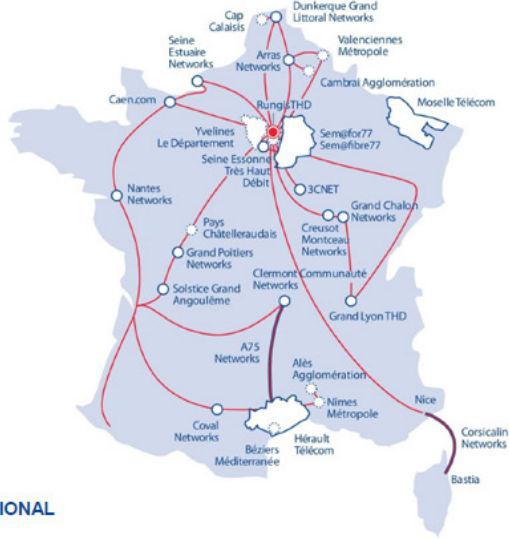 Dunkerque Grand
Littoral Networks
Cap
Calaisis
Valenciennes
Métropole
Seine
Estuaire
Networks
Arras
Networks
Cambrai Agglomération
Caen.com
RungisTHD
Moselle Télécom
Yvelines
Le Département
Sem@for77
Sem@fibre77
Seine Essonne
Très Haut
Débit
3CNET
Nantes
Networks
Grand Chalon
Networks
Pays
Châtelleraudais
Creusot
Montceau
Networks
Grand Poitiers
Networks
Clermont Communauté
Networks
Solstice Grand
Angoulême
Grand Lyon THD
A75
Networks
Alès
Agglomération
Nîmes
Métropole
Nice
Coval
Networks
Hérault
Télécom
Béziers
Méditerranée
Corsicalin
Networks
Bastia
IONAL